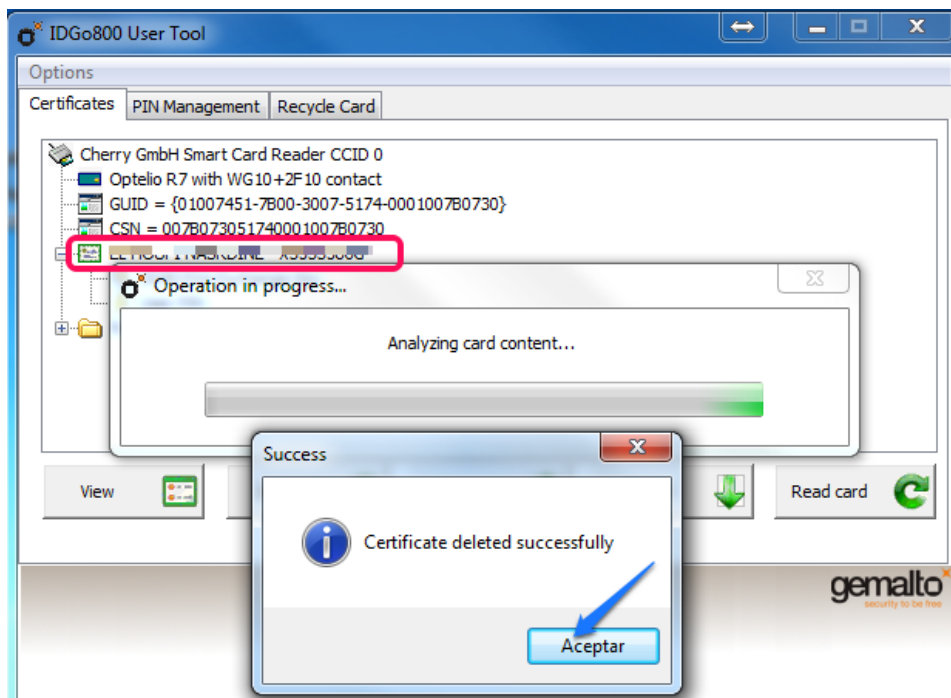 IDGo800 User Tool
Options
Certificates PIN Management Recycle Card
Cherry GmbH Smart Card Reader CCID 0
Optelio R7 with WG10+2F10 contact
GUID = {01007451-7B00-3007-5174-0001007B0730}
CSN = 007B073051740001007B0730
Operation in progress...
Analyzing card content...
Success
View
Read card
Certificate deleted successfully
gemalto
security to be free
Aceptar